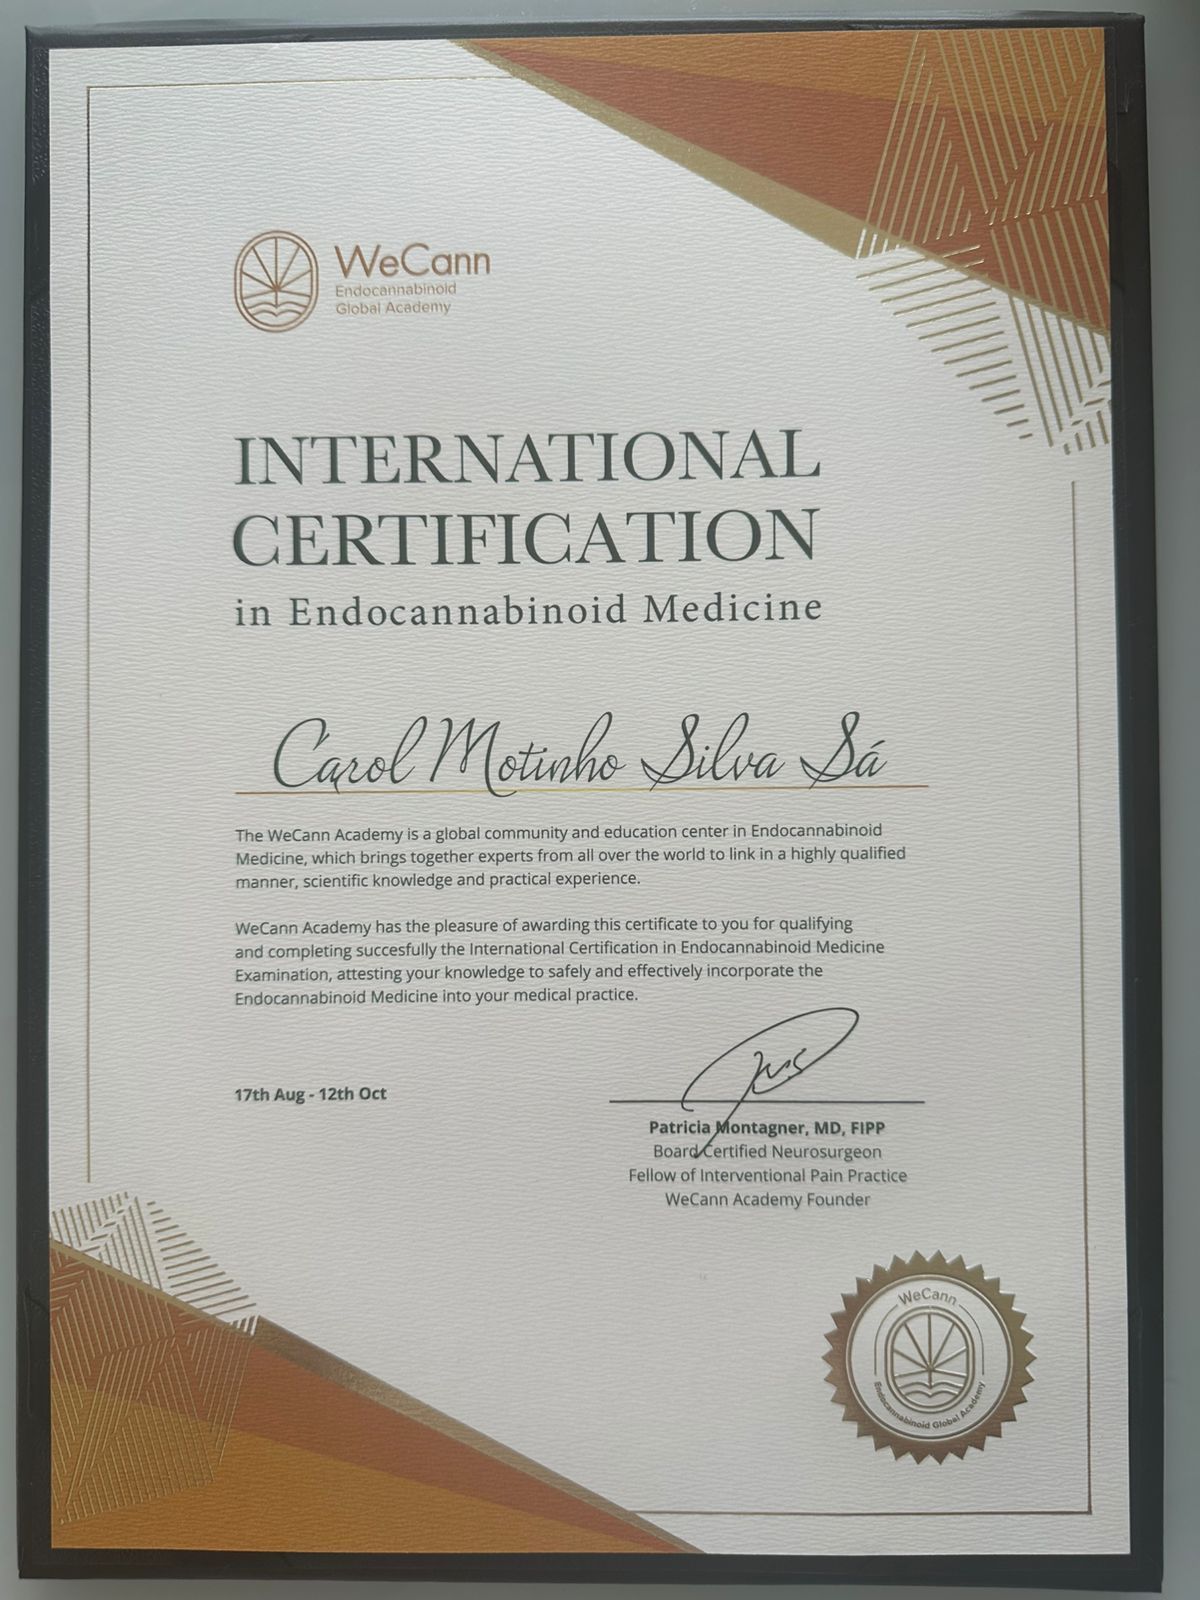 WeCann
Endocannabinoid
Global Academy
INTERNATIONAL
CERTIFICATION
in Endocannabinoid Medicine
Carol Motinho Silva Sá
The WeCann Academy is a global community and education center in Endocannabinoid
Medicine, which brings together experts from all over the world to link in a highly qualified
manner, scientific knowledge and practical experience.
WeCann Academy has the pleasure of awarding this certificate to you for qualifying
and completing succesfully the International Certification in Endocannabinoid Medicine
Examination, attesting your knowledge to safely and effectively incorporate the
Endocannabinoid Medicine into your medical practice.
17th Aug - 12th Oct
Patricia Montagner, MD, FIPP
Board Certified Neurosurgeon
Fellow of Interventional Pain Practice
WeCann Academy Founder
WeCann
Endocannabinoid Global Academy